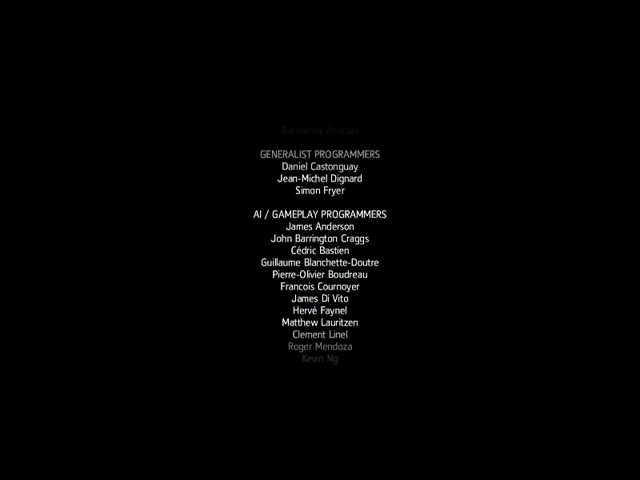 GENERALIST PROGRAMMERS
Daniel Castonguay
Jean-Michel Dignard
Simon Fryer
AI / GAMEPLAY PROGRAMMERS
James Anderson
John Barrington Craggs
Cédric Bastien
Guillaume Blanchette-Doutre
Pierre-Olivier Boudreau
Francois Cournoyer
James Di Vito
Hervé Faynel
Matthew Lauritzen
Clement Linel
Roger Mendoza
Kevin Ng